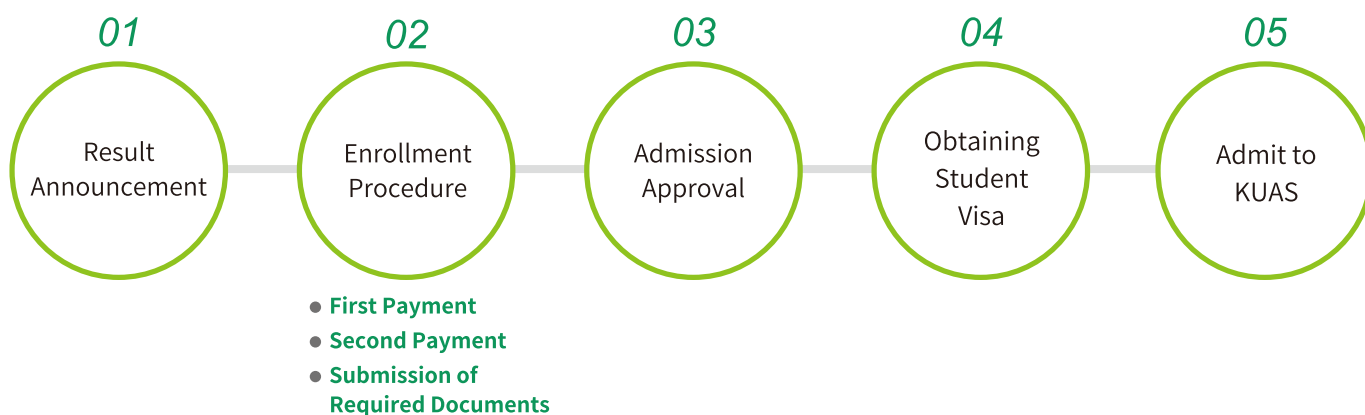 01
Result
Announcement
02
Enrollment
Procedure
First Payment
Second Payment
Submission of
Required Documents
03
Admission
Approval
04
Obtaining
Student
Visa
05
Admit to
KUAS